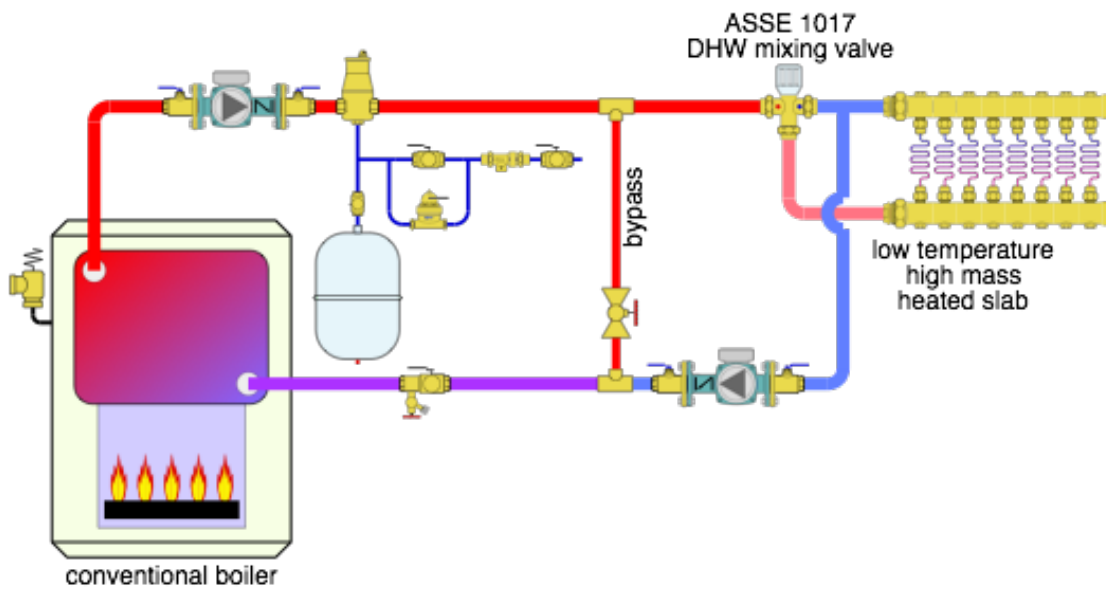 ASSE 1017
DHW mixing valve
bypass
low temperature
high mass
heated slab
conventional boiler